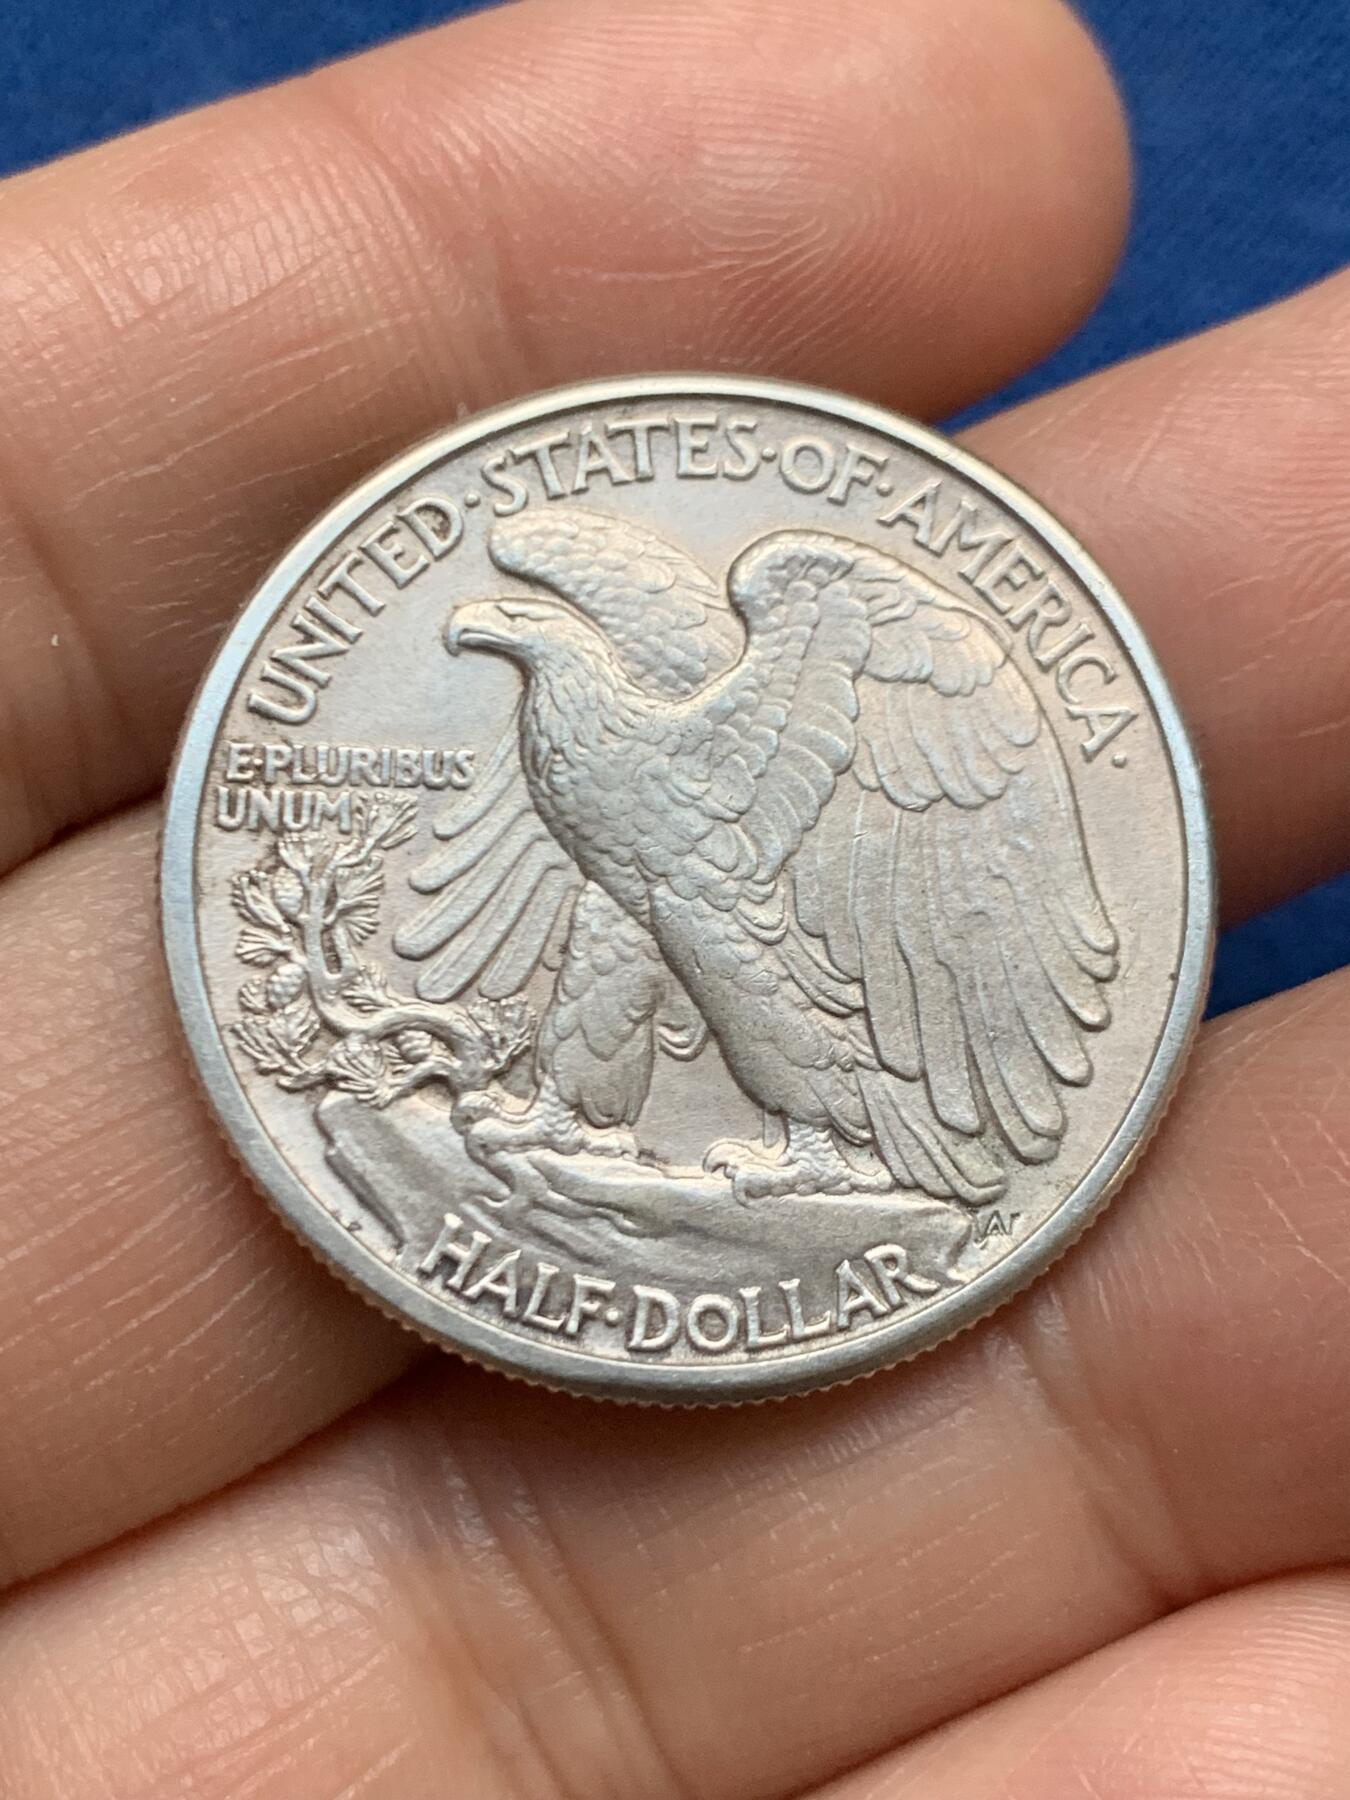 UNITED·STATES·OF·AMERICA·
E·PLURIBUS
UNUM
HALF·DOLLAR
AW